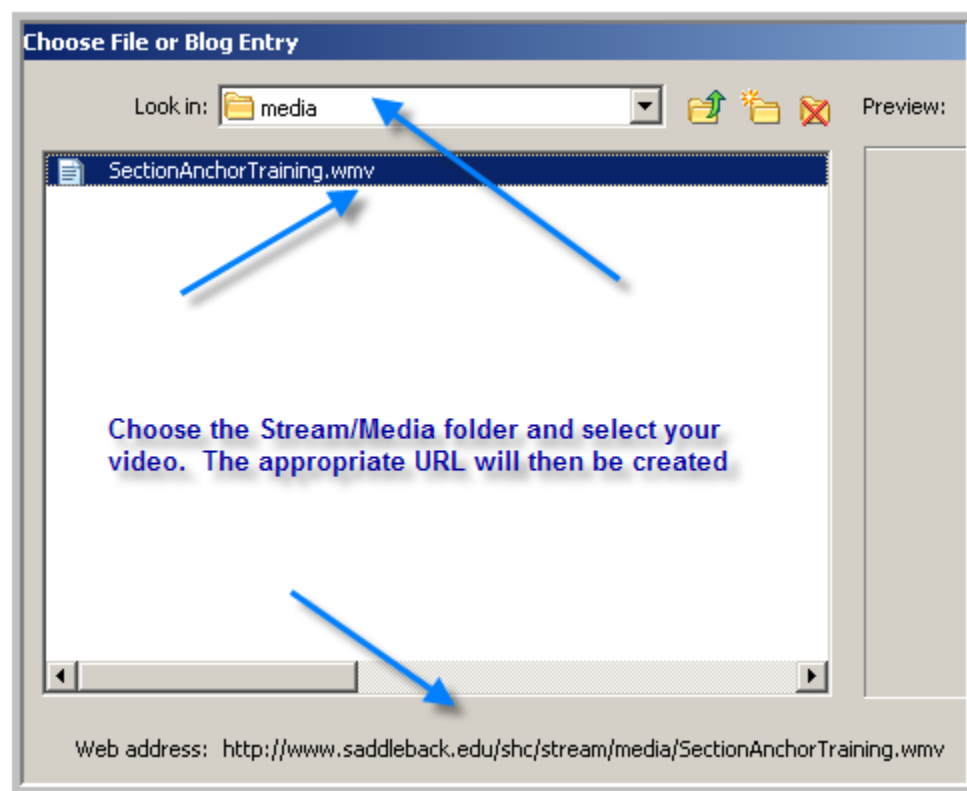 Choose File or Blog Entry
Look in: media Preview:
SectionAnchorTraining.wmv
Choose the Stream/Media folder and select your
video. The appropriate URL will then be created
Web address: http://www.saddleback.edu/shc/stream/media/SectionAnchorTraining.wmv